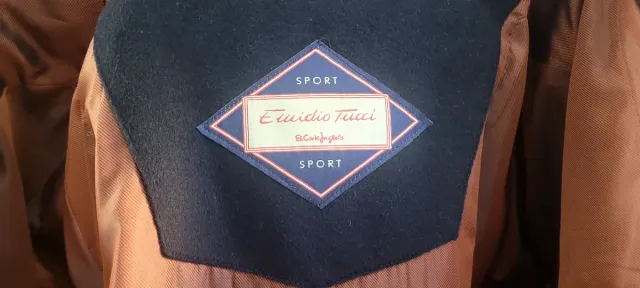 SPORT
Emidio Tucci
El Corte Inglés
SPORT